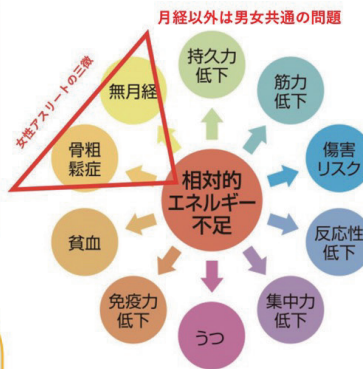 月経以外は男女共通の問題
女性アスリートの三徴
無月経
持久力
低下
筋力
低下
骨粗
鬆症
相対的
エネルギー
不足
傷害
リスク
貧血
反応性
低下
免疫力
低下
うつ
集中力
低下